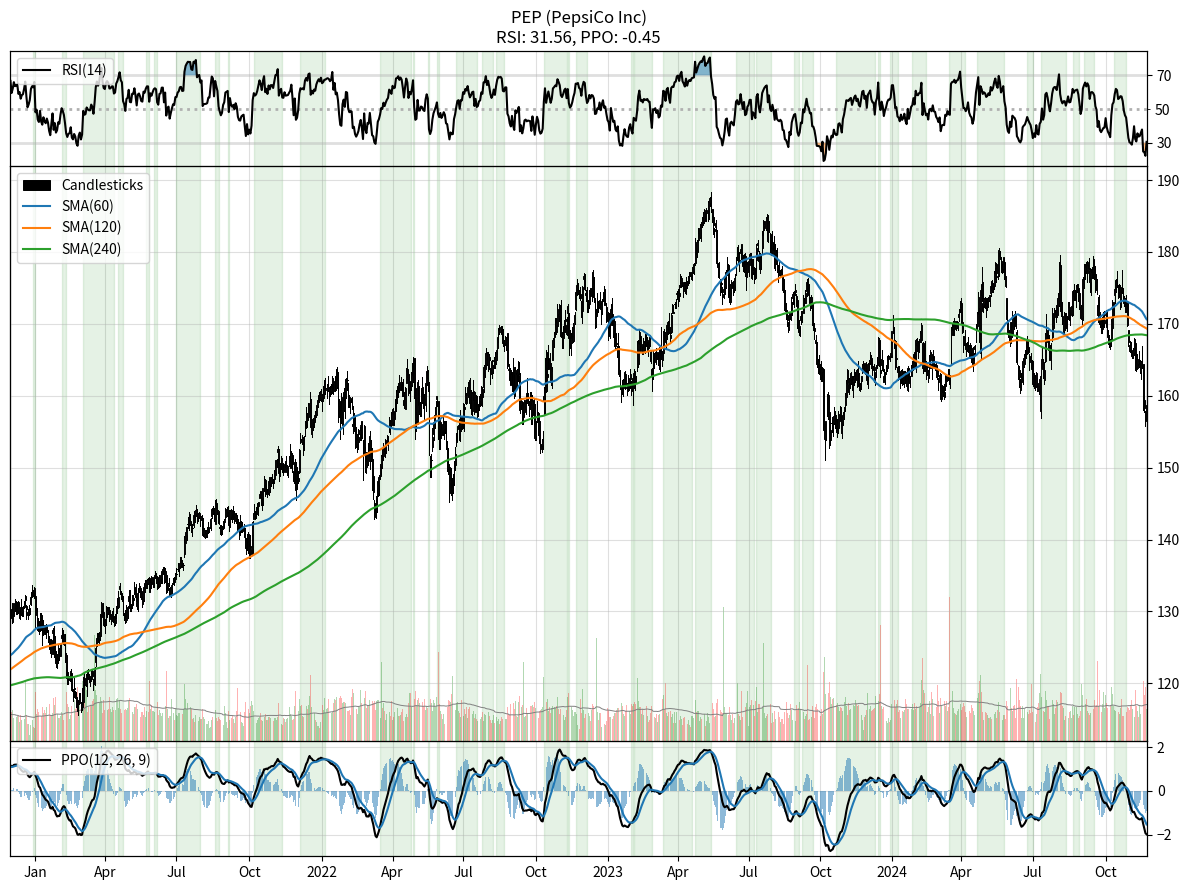 PEP (PepsiCo Inc)
RSI: 31.56, PPO: -0.45
RSI(14)
70
50
30
Candlesticks
SMA(60)
SMA(120)
SMA(240)
190
180
170
160
150
140
130
120
PPO(12, 26, 9)
2
0
−2
Jan Apr Jul Oct 2022 Apr Jul Oct 2023 Apr Jul Oct 2024 Apr Jul Oct